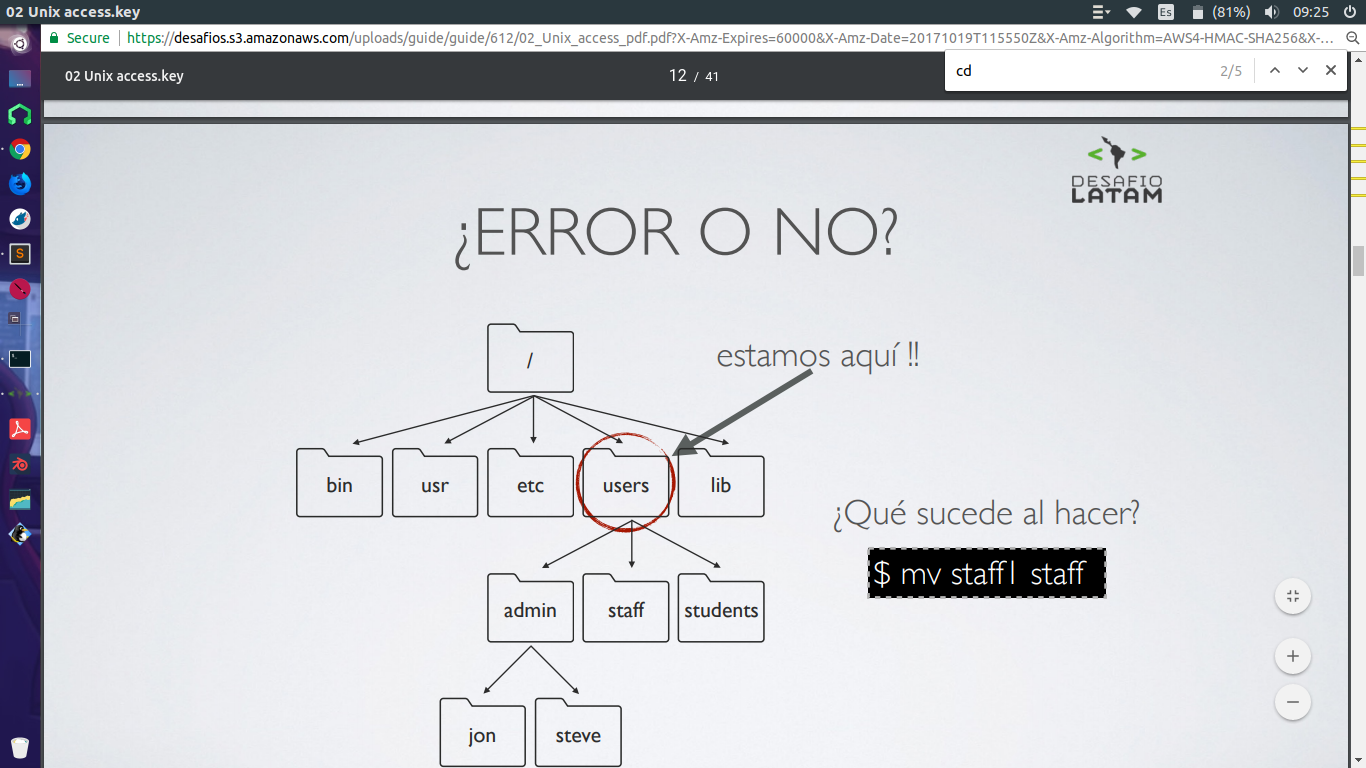 02 Unix access.key
Es
(81%)
09:25
Secure
https://desafios.s3.amazonaws.com/uploads/guide/guide/612/02_Unix_access_pdf.pdf?X-Amz-Expires=60000&X-Amz-Date=20171019T115550Z&X-Amz-Algorithm=AWS4-HMAC-SHA256&X-...
02 Unix access.key
12 / 41
cd
2/5
DESAFIO
LATAM
¿ERROR O NO?
/
estamos aquí !!
bin
usr
etc
users
lib
¿Qué sucede al hacer?
$ mv staff1 staff
admin
staff
students
jon
steve